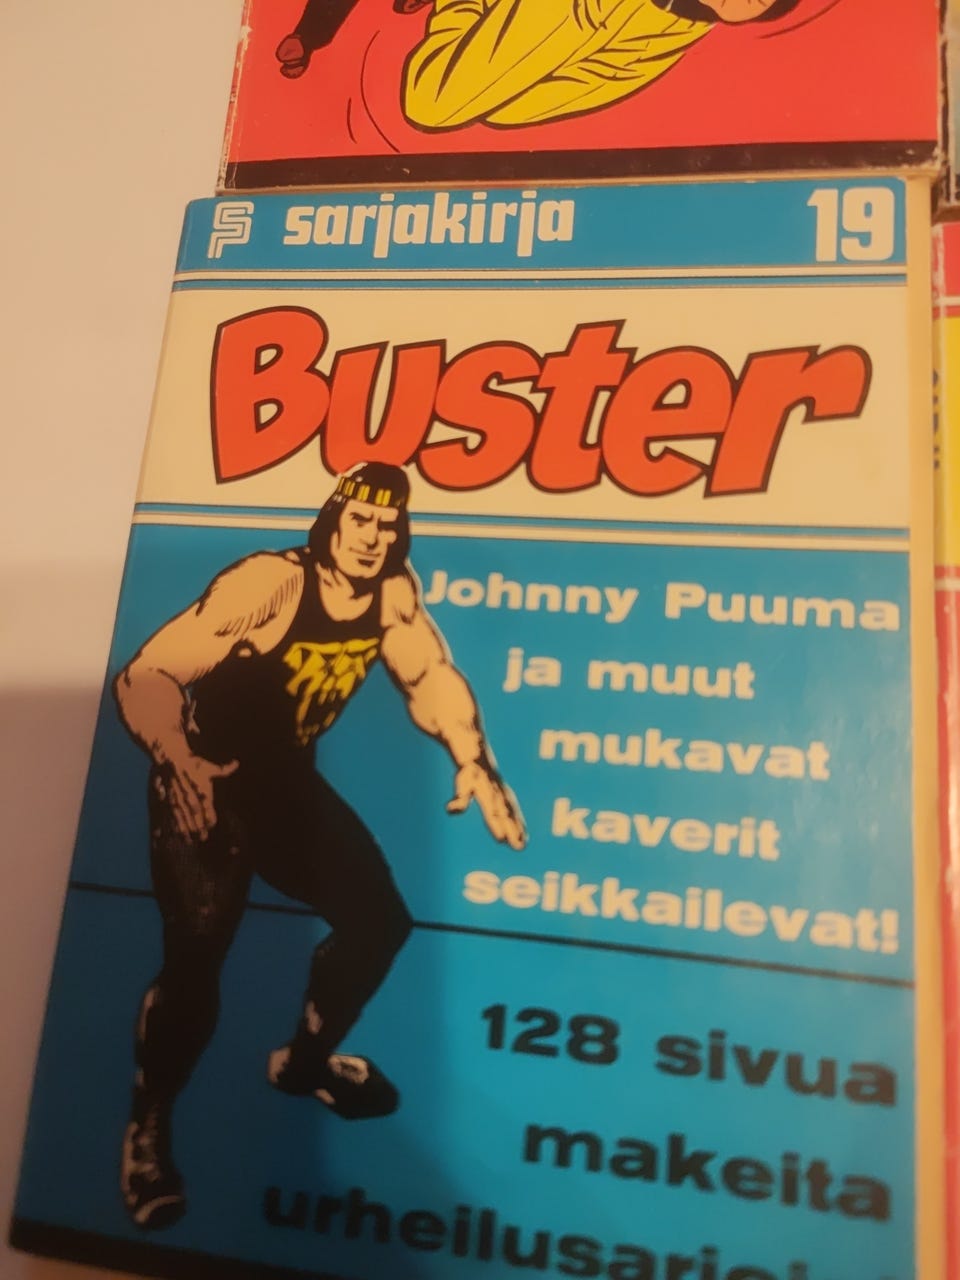 sarjakirja 19
Buster
Johnny Puuma
ja muut
mukavat
kaverit
seikkailevat!
128 sivua
makeita